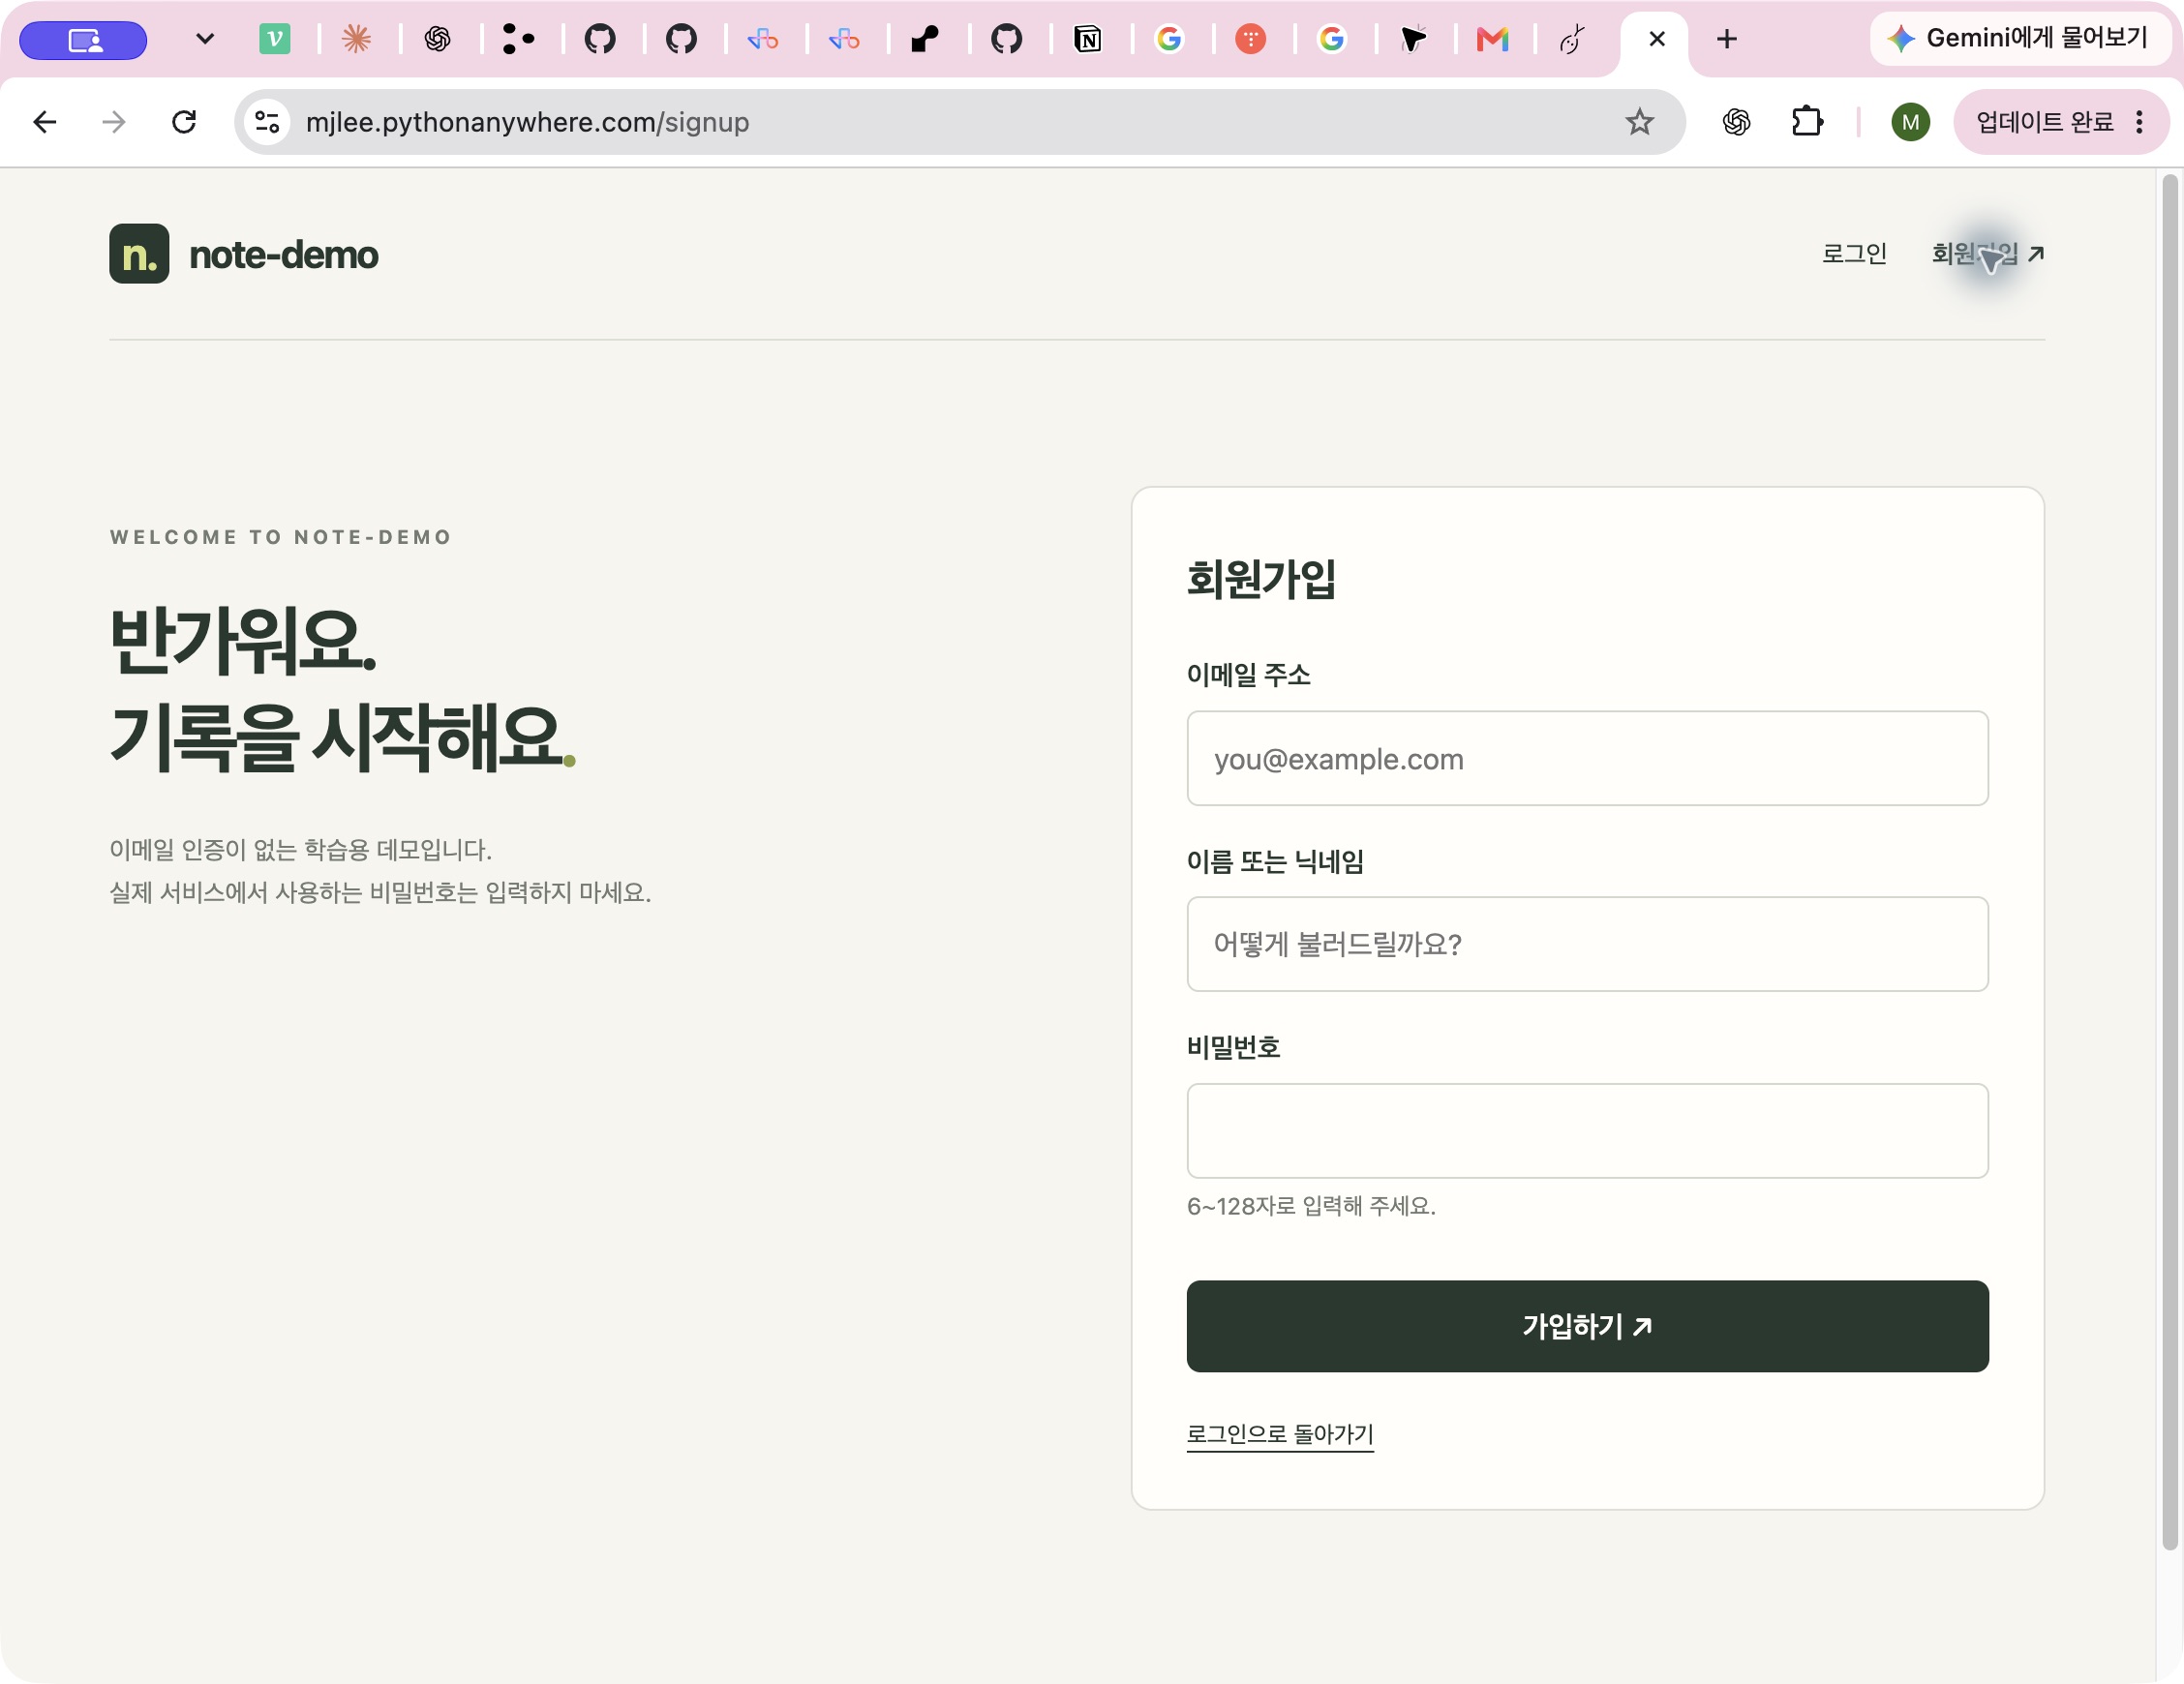 Gemini에게 물어보기
mjlee.pythonanywhere.com/signup
M
업데이트 완료
n. note-demo
로그인
회원가입 ↗
WELCOME TO NOTE-DEMO
반가워요.
기록을 시작해요.
이메일 인증이 없는 학습용 데모입니다.
실제 서비스에서 사용하는 비밀번호는 입력하지 마세요.
회원가입
이메일 주소
you@example.com
이름 또는 닉네임
어떻게 불러드릴까요?
비밀번호
6~128자로 입력해 주세요.
가입하기 ↗
로그인으로 돌아가기